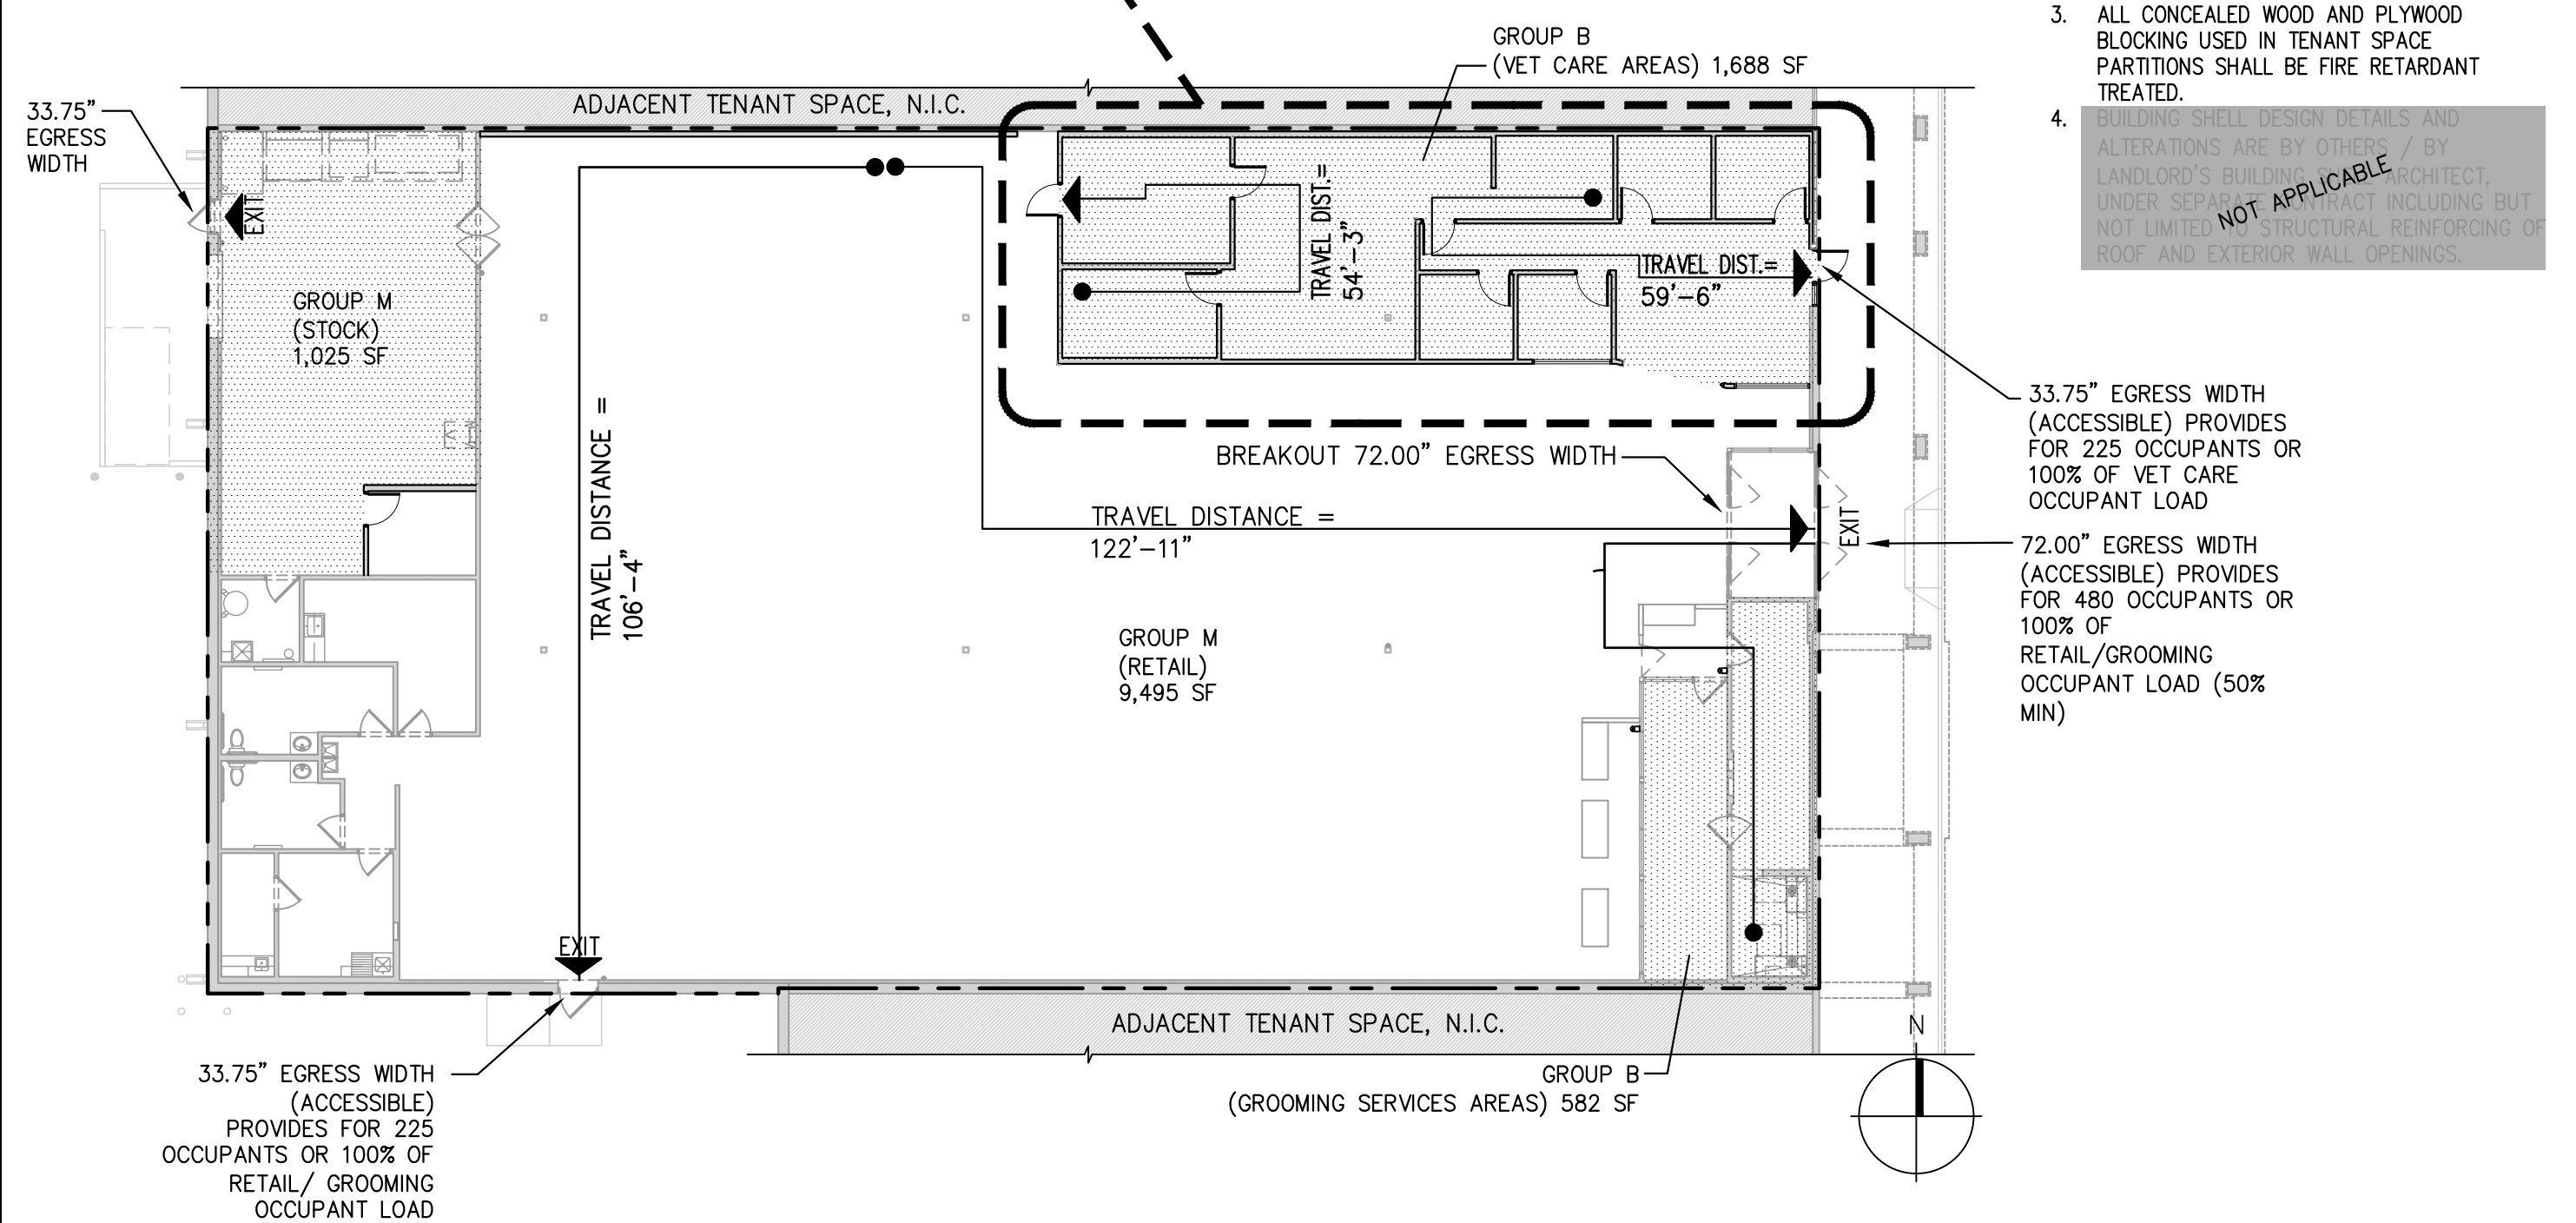 3. ALL CONCEALED WOOD AND PLYWOOD
BLOCKING USED IN TENANT SPACE
PARTITIONS SHALL BE FIRE RETARDANT
TREATED.
4. BUILDING SHELL DESIGN DETAILS AND
ALTERATIONS ARE BY OTHERS / BY
LANDLORD'S BUILDING ARCHITECT,
UNDER SEPARATE CONTRACT INCLUDING BUT
NOT LIMITED TO STRUCTURAL REINFORCING OF
ROOF AND EXTERIOR WALL OPENINGS.
NOT APPLICABLE
GROUP B
(VET CARE AREAS) 1,688 SF
33.75” EGRESS
WIDTH
ADJACENT TENANT SPACE, N.I.C.
EXIT
GROUP M
(STOCK)
1,025 SF
TRAVEL DIST.=
54’-3”
TRAVEL DIST.=
59’-6”
33.75” EGRESS WIDTH
(ACCESSIBLE) PROVIDES
FOR 225 OCCUPANTS OR
100% OF VET CARE
OCCUPANT LOAD
BREAKOUT 72.00” EGRESS WIDTH
TRAVEL DISTANCE =
106’-4”
TRAVEL DISTANCE =
122’-11”
EXIT
72.00” EGRESS WIDTH
(ACCESSIBLE) PROVIDES
FOR 480 OCCUPANTS OR
100% OF
RETAIL/GROOMING
OCCUPANT LOAD (50%
MIN)
GROUP M
(RETAIL)
9,495 SF
EXIT
ADJACENT TENANT SPACE, N.I.C.
N
33.75” EGRESS WIDTH
(ACCESSIBLE)
PROVIDES FOR 225
OCCUPANTS OR 100% OF
RETAIL/ GROOMING
OCCUPANT LOAD
GROUP B
(GROOMING SERVICES AREAS) 582 SF